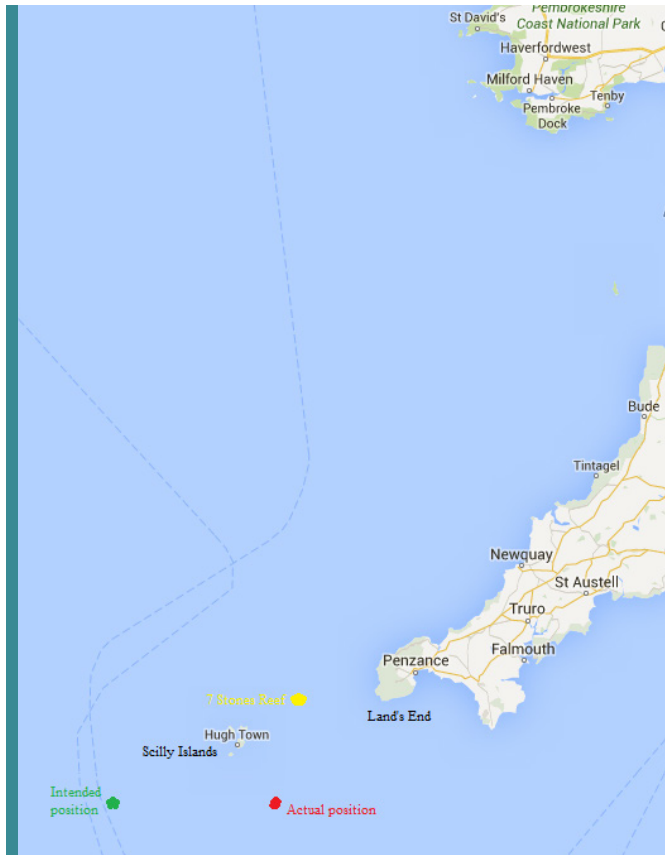 Pembrokeshire
St David's
Coast National Park
Haverfordwest
Milford Haven
Tenby
Pembroke
Dock
Bude
Tintagel
Newquay
St Austell
Truro
Falmouth
Penzance
7 Stones Reef
Land's End
Hugh Town
Scilly Islands
Intended
position
Actual position